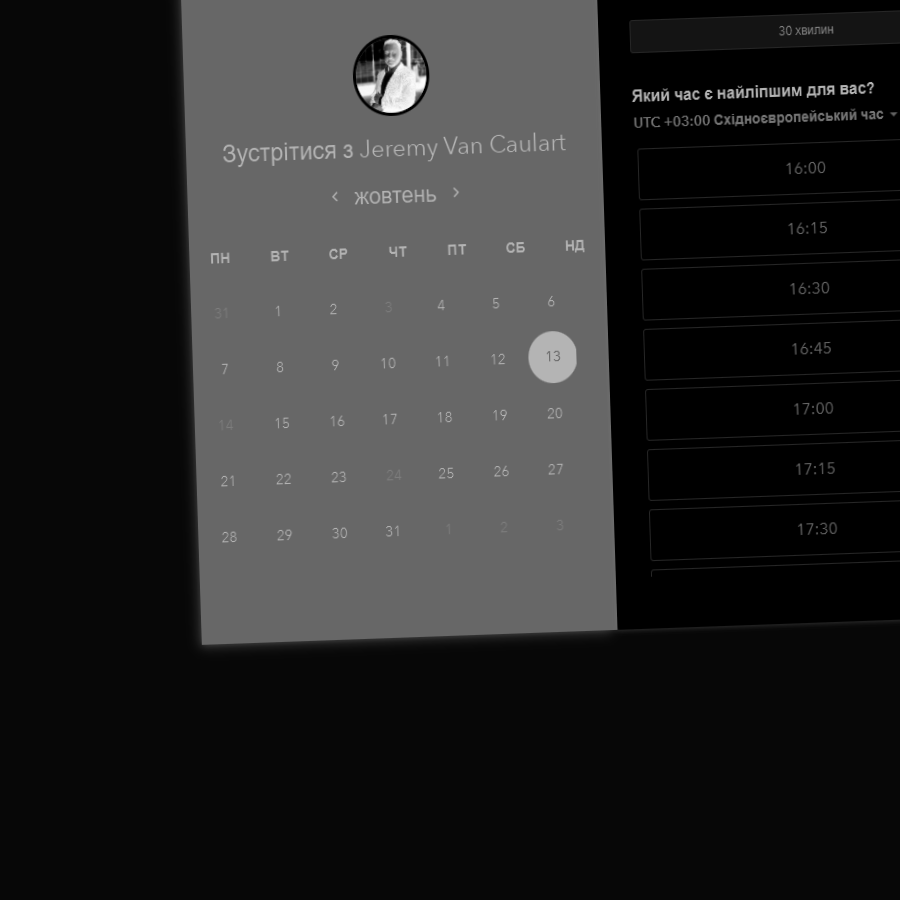 Зустрітися з Jeremy Van Caulart
жовтень
ПН ВТ СР ЧТ ПТ СБ НД
31 1 2 3 4 5 6
7 8 9 10 11 12 13
14 15 16 17 18 19 20
21 22 23 24 25 26 27
28 29 30 31 1 2 3
30 хвилин
Який час є найліпшим для вас?
UTC +03:00 Східноєвропейський час
16:00
16:15
16:30
16:45
17:00
17:15
17:30